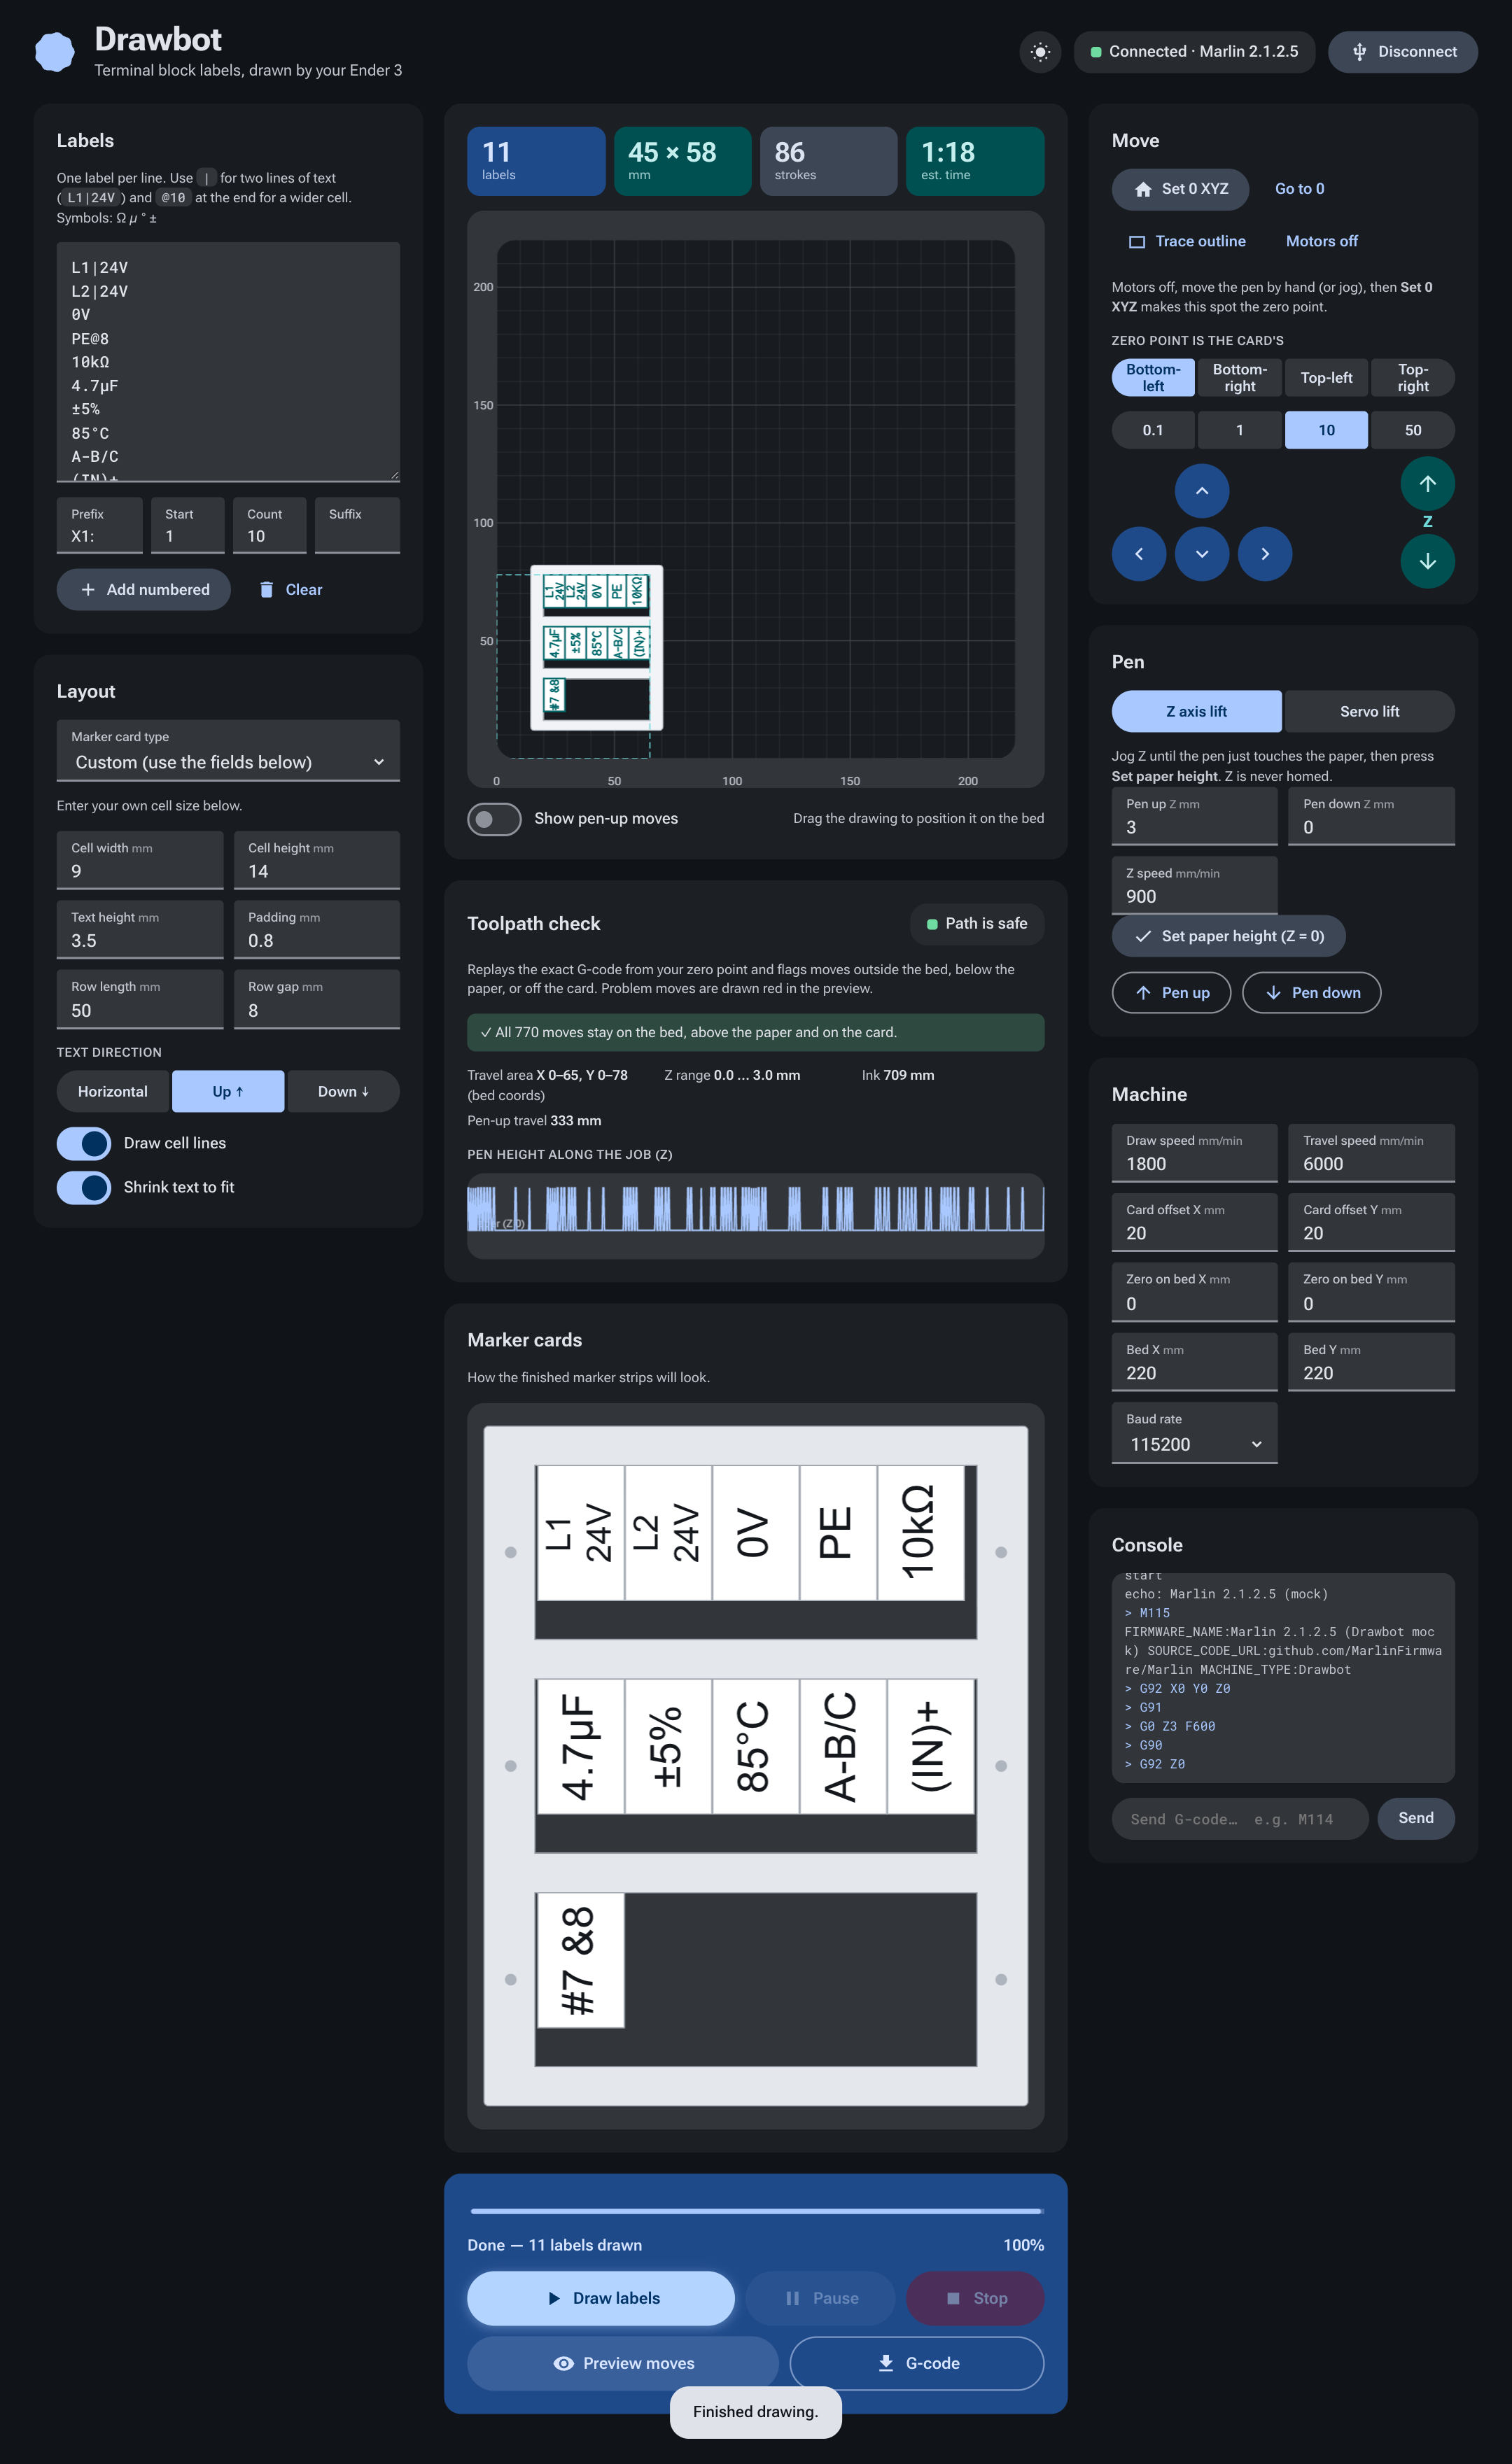 Drawbot
Terminal block labels, drawn by your Ender 3
Connected · Marlin 2.1.2.5
Disconnect
Labels
One label per line. Use | for two lines of text
(L1|24V) and @10 at the end for a wider cell.
Symbols: Ω µ ° ±
L1|24V
L2|24V
0V
PE@8
10kΩ
4.7µF
±5%
85°C
A-B/C
(IN)+
Prefix
X1:
Start
1
Count
10
Suffix
Add numbered
Clear
Layout
Marker card type
Custom (use the fields below)
Enter your own cell size below.
Cell width mm
9
Cell height mm
14
Text height mm
3.5
Padding mm
0.8
Row length mm
50
Row gap mm
8
TEXT DIRECTION
Horizontal
Up ↑
Down ↓
Draw cell lines
Shrink text to fit
11
labels
45 × 58
mm
86
strokes
1:18
est. time
200
150
100
50
0
50
100
150
200
L1
24V
L2
24V
0V
PE
10KΩ
4.7µF
±5%
85°C
A-B/C
(IN)+
#7 &8
Show pen-up moves
Drag the drawing to position it on the bed
Toolpath check
Path is safe
Replays the exact G-code from your zero point and flags moves outside the bed, below the
paper, or off the card. Problem moves are drawn red in the preview.
✓ All 770 moves stay on the bed, above the paper and on the card.
Travel area X 0–65, Y 0–78
(bed coords)
Z range 0.0 … 3.0 mm
Ink 709 mm
Pen-up travel 333 mm
PEN HEIGHT ALONG THE JOB (Z)
(Z 0)
Marker cards
How the finished marker strips will look.
L1
24V
L2
24V
0V
PE
10kΩ
4.7µF
±5%
85°C
A-B/C
(IN)+
#7 &8
Done — 11 labels drawn
100%
Draw labels
Pause
Stop
Preview moves
G-code
Finished drawing.
Move
Set 0 XYZ
Go to 0
Trace outline
Motors off
Motors off, move the pen by hand (or jog), then Set 0
XYZ makes this spot the zero point.
ZERO POINT IS THE CARD'S
Bottom-
left
Bottom-
right
Top-left
Top-
right
0.1
1
10
50
Z
Pen
Z axis lift
Servo lift
Jog Z until the pen just touches the paper, then press
Set paper height. Z is never homed.
Pen up Z mm
3
Pen down Z mm
0
Z speed mm/min
900
Set paper height (Z = 0)
Pen up
Pen down
Machine
Draw speed mm/min
1800
Travel speed mm/min
6000
Card offset X mm
20
Card offset Y mm
20
Zero on bed X mm
0
Zero on bed Y mm
0
Bed X mm
220
Bed Y mm
220
Baud rate
115200
Console
start
echo: Marlin 2.1.2.5 (mock)
> M115
FIRMWARE_NAME:Marlin 2.1.2.5 (Drawbot moc
k) SOURCE_CODE_URL:github.com/MarlinFirmwa
re/Marlin MACHINE_TYPE:Drawbot
> G92 X0 Y0 Z0
> G91
> G0 Z3 F600
> G90
> G92 Z0
Send G-code… e.g. M114
Send